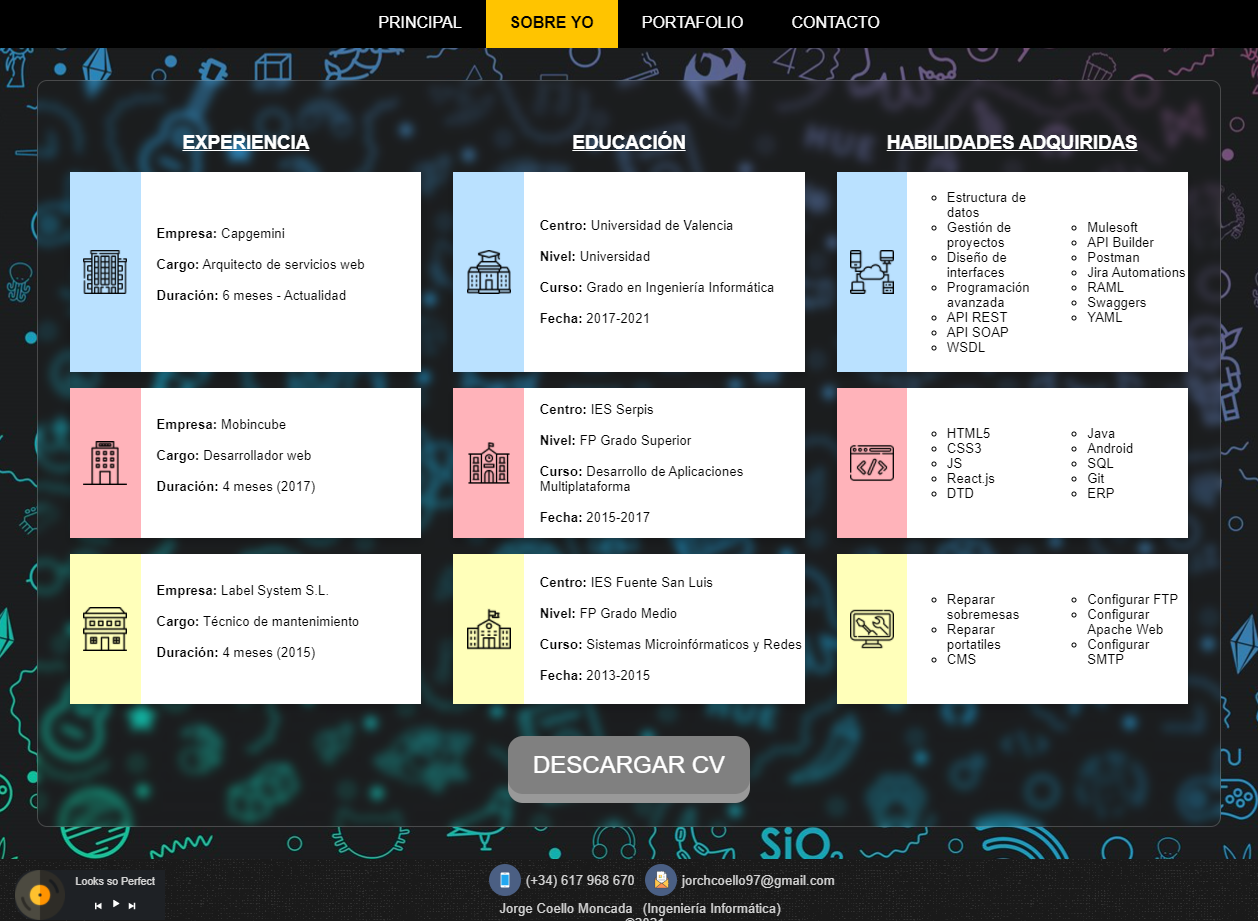 PRINCIPAL SOBRE YO PORTAFOLIO CONTACTO
EXPERIENCIA
Empresa: Capgemini
Cargo: Arquitecto de servicios web
Duración: 6 meses - Actualidad
Empresa: Mobincube
Cargo: Desarrollador web
Duración: 4 meses (2017)
Empresa: Label System S.L.
Cargo: Técnico de mantenimiento
Duración: 4 meses (2015)
EDUCACIÓN
Centro: Universidad de Valencia
Nivel: Universidad
Curso: Grado en Ingeniería Informática
Fecha: 2017-2021
Centro: IES Serpis
Nivel: FP Grado Superior
Curso: Desarrollo de Aplicaciones
Multiplataforma
Fecha: 2015-2017
Centro: IES Fuente San Luis
Nivel: FP Grado Medio
Curso: Sistemas Microinfórmaticos y Redes
Fecha: 2013-2015
HABILIDADES ADQUIRIDAS
Estructura de
datos
Gestión de
proyectos
Diseño de
interfaces
Programación
avanzada
API REST
API SOAP
WSDL
Mulesoft
API Builder
Postman
Jira Automations
RAML
Swaggers
YAML
HTML5
CSS3
JS
React.js
DTD
Java
Android
SQL
Git
ERP
Reparar
sobremesas
Reparar
portatiles
CMS
Configurar FTP
Configurar
Apache Web
Configurar
SMTP
DESCARGAR CV
42
HUE
HUE
SiO2
Looks so Perfect
(+34) 617 968 670 jorchcoello97@gmail.com
Jorge Coello Moncada (Ingeniería Informática)
©2021